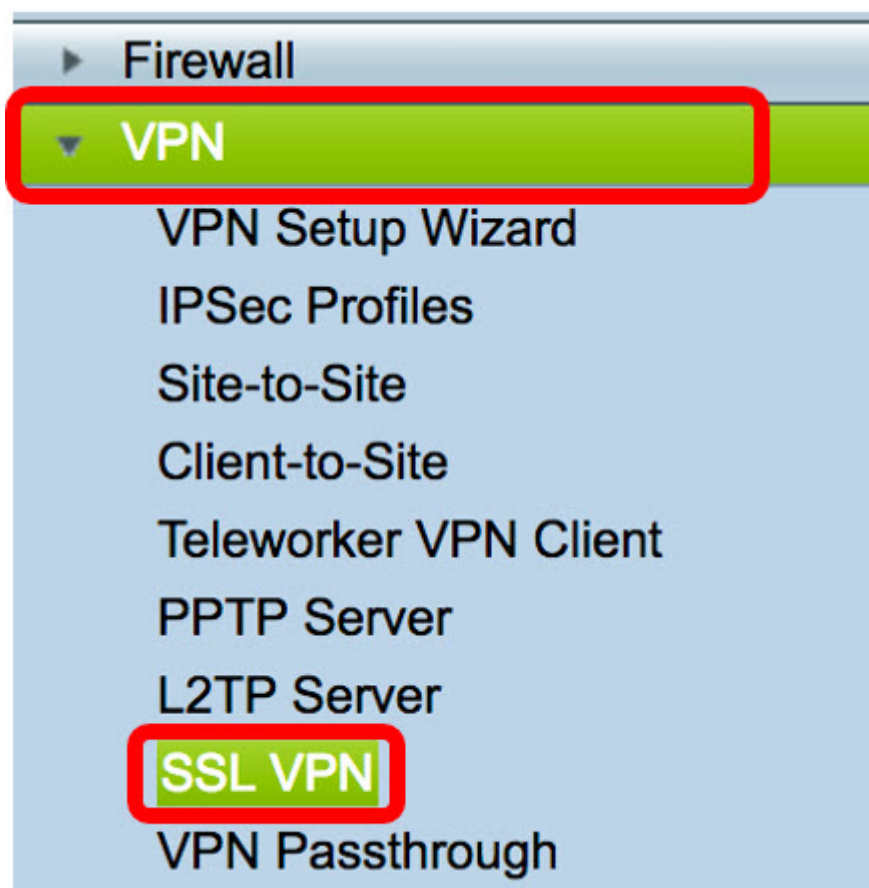 Firewall
VPN
VPN Setup Wizard
IPSec Profiles
Site-to-Site
Client-to-Site
Teleworker VPN Client
PPTP Server
L2TP Server
SSL VPN
VPN Passthrough